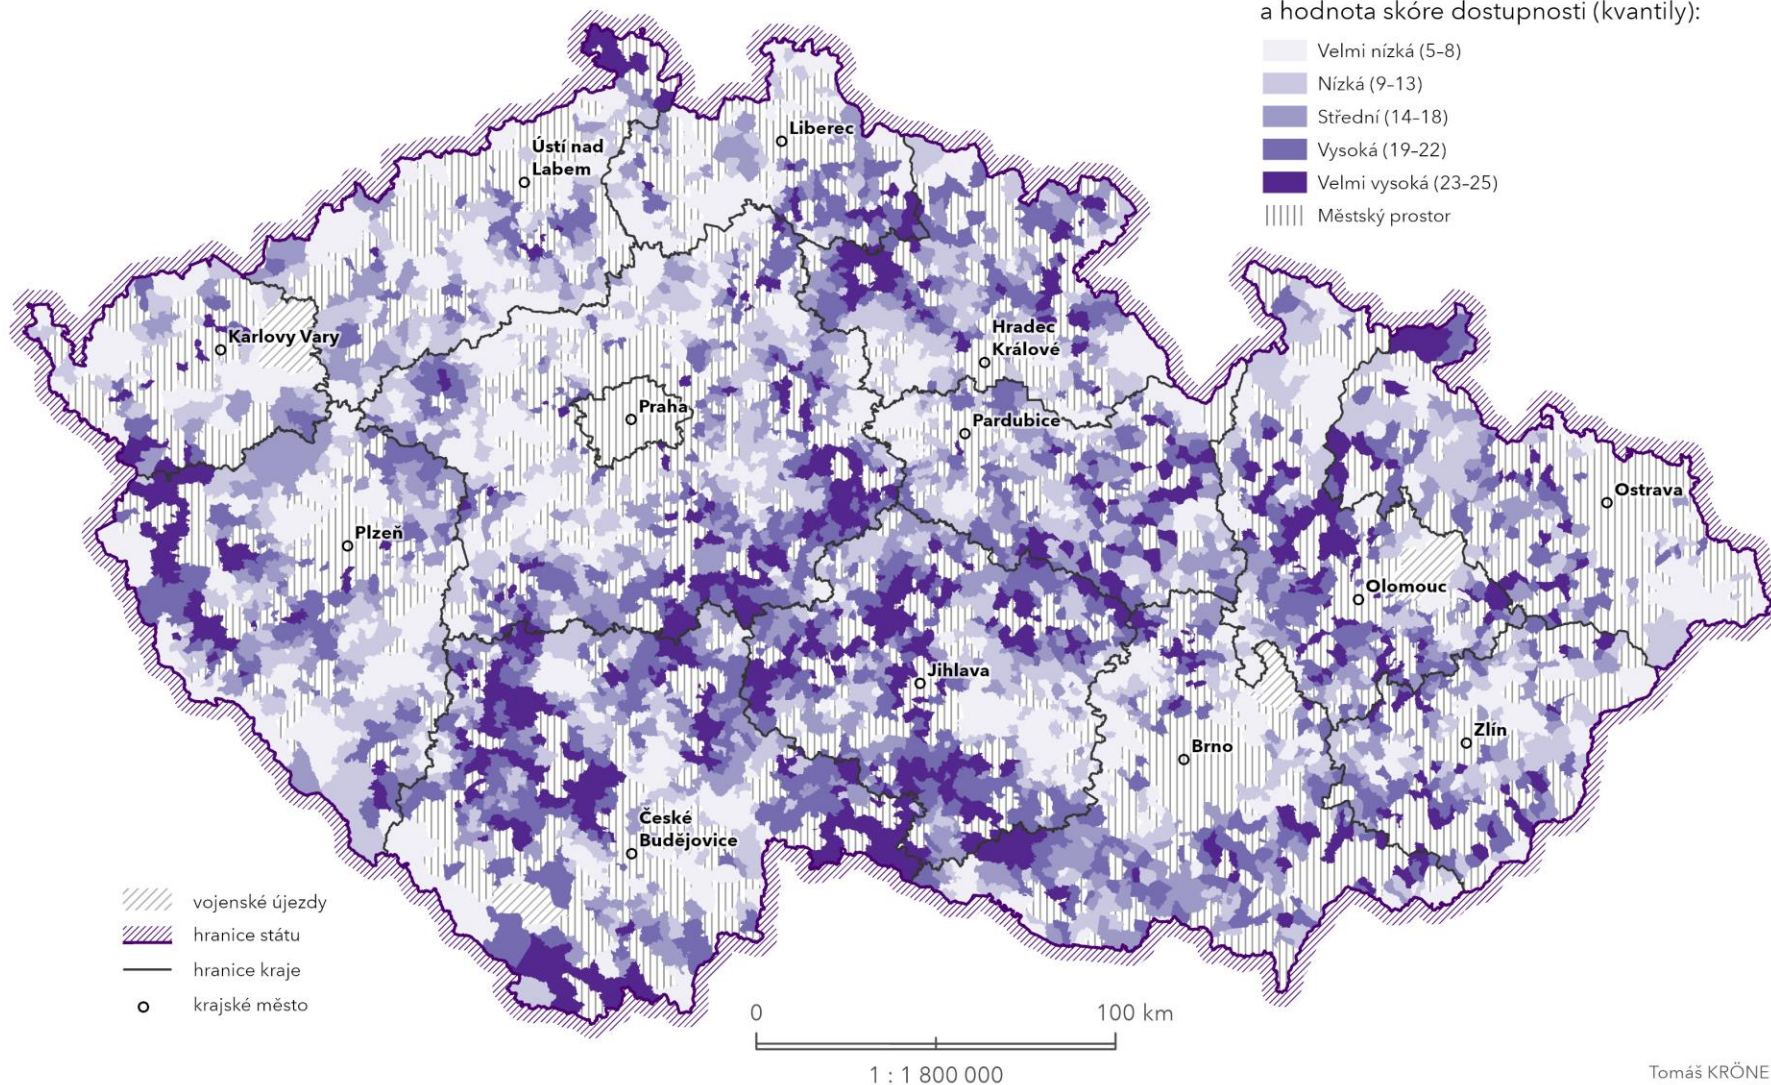 a hodnota skóre dostupnosti (kvantily):
Velmi nízká (5–8)
Nízká (9–13)
Střední (14–18)
Vysoká (19–22)
Velmi vysoká (23–25)
Městský prostor
Liberec
Ústí nad
Labem
Karlovy Vary
Hradec
Králové
Praha
Pardubice
Ostrava
Plzeň
Olomouc
Jihlava
Zlín
Brno
České
Budějovice
vojenské újezdy
hranice státu
hranice kraje
krajské město
0
100 km
1 : 1 800 000
Tomáš KRÖNE